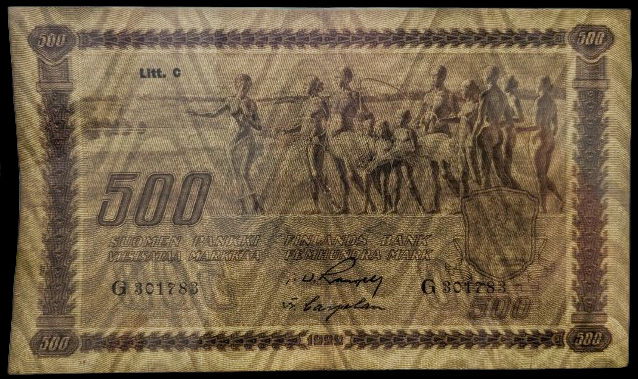 500 500
Litt. C
500
SUOMEN PANKKI FINLANDS BANK
VIISISATAA MARKKAA FEMHUNDRA MARK
G 301783 G 301783
500
500 500